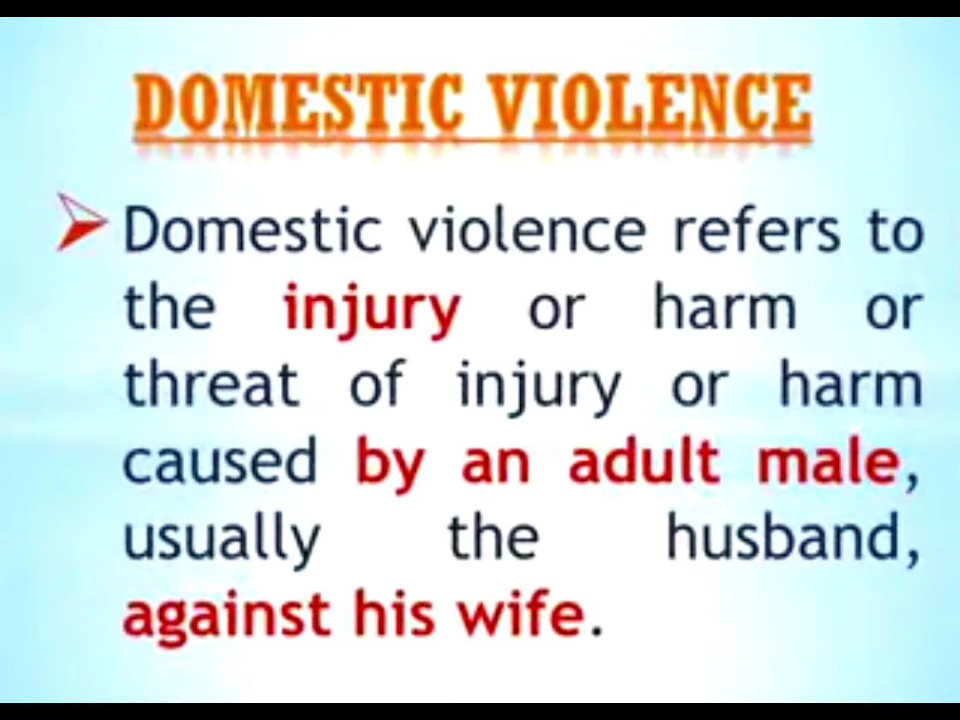 DOMESTIC VIOLENCE
Domestic violence refers to
the injury or harm or
threat of injury or harm
caused by an adult male,
usually the husband,
against his wife.